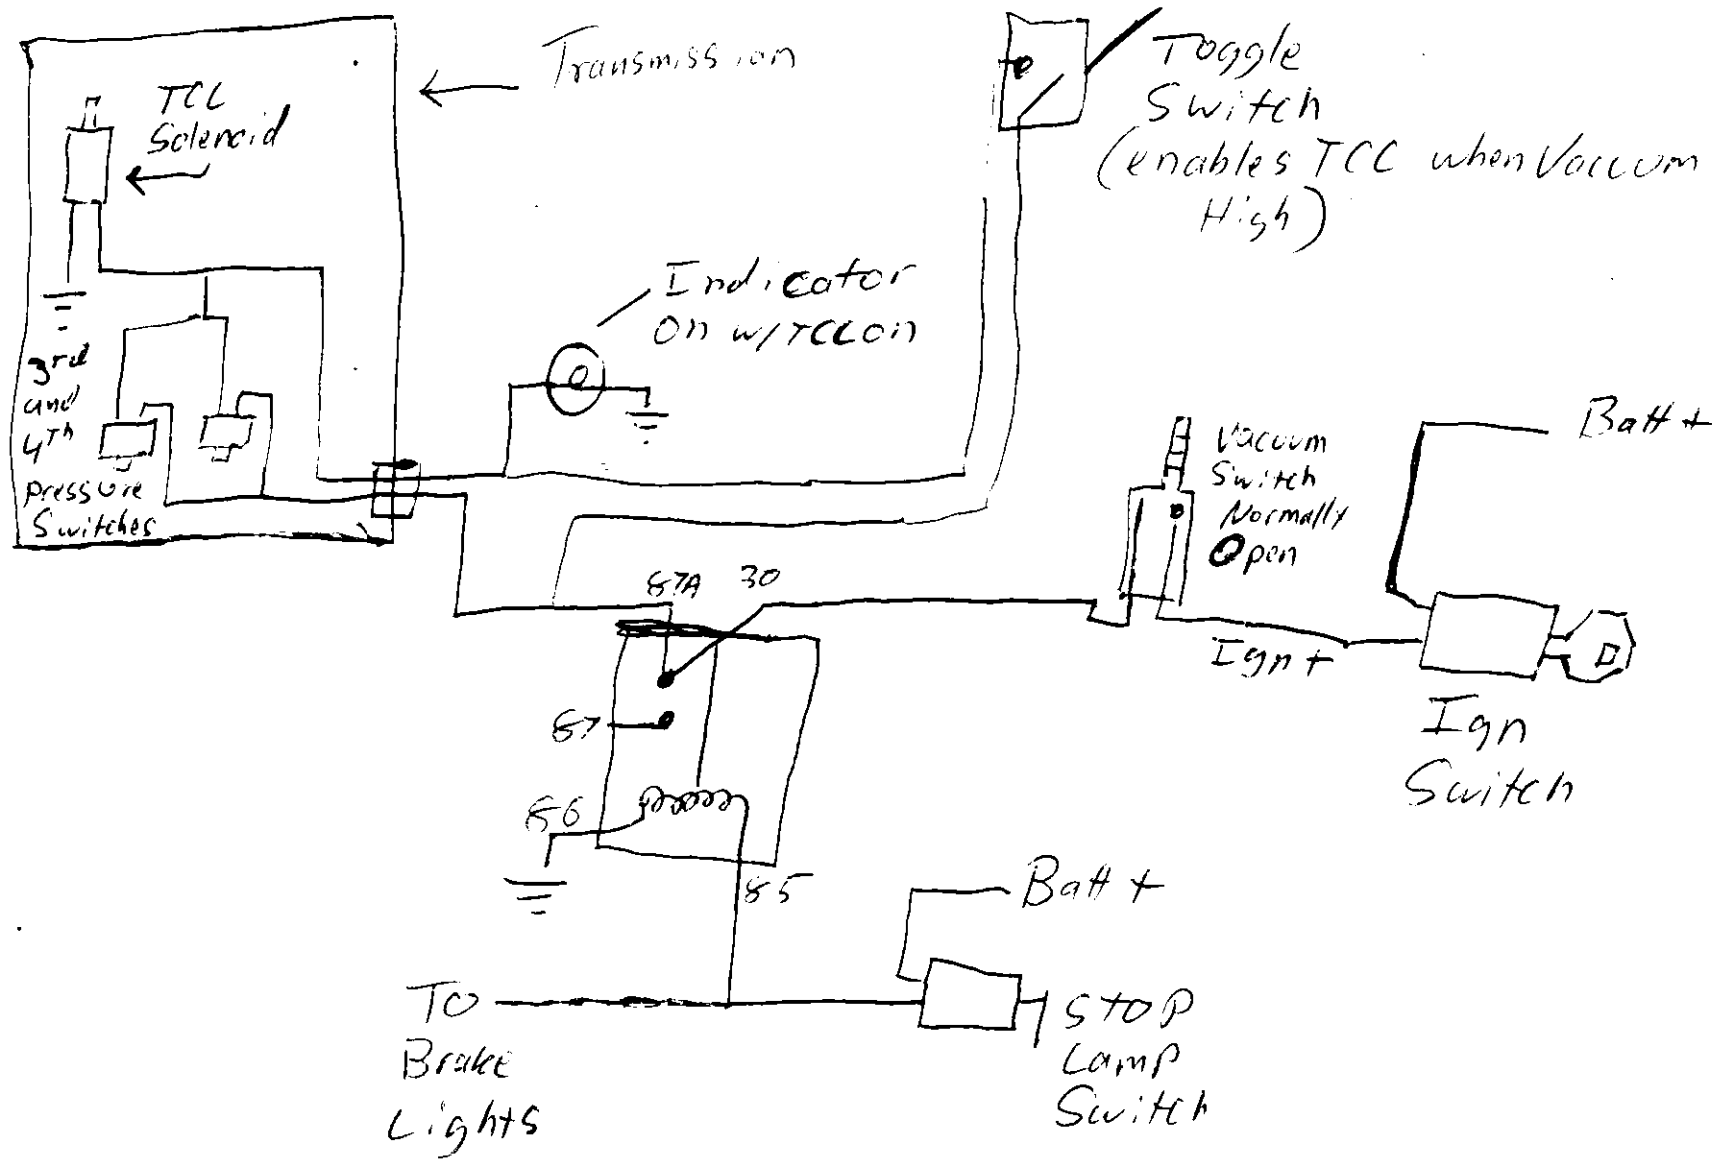 TCC
Solenoid
Transmission
Toggle
Switch
(enables TCC when Vaccum
High)
Indicator
On w/TCC on
3rd
and
4Th
pressure
Switches
Vacuum
Switch
Normally
Open
Batt +
87A
30
Ign +
87
Ign
Switch
86
85
Batt +
To
Brake
Lights
Stop
Lamp
Switch